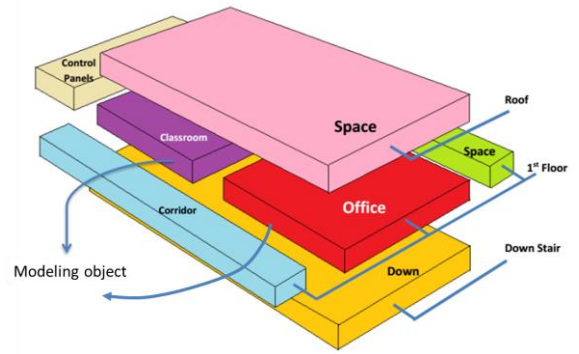 Control
Panels
Space
Roof
Classroom
Space
1st Floor
Corridor
Office
Modeling object
Down
Down Stair